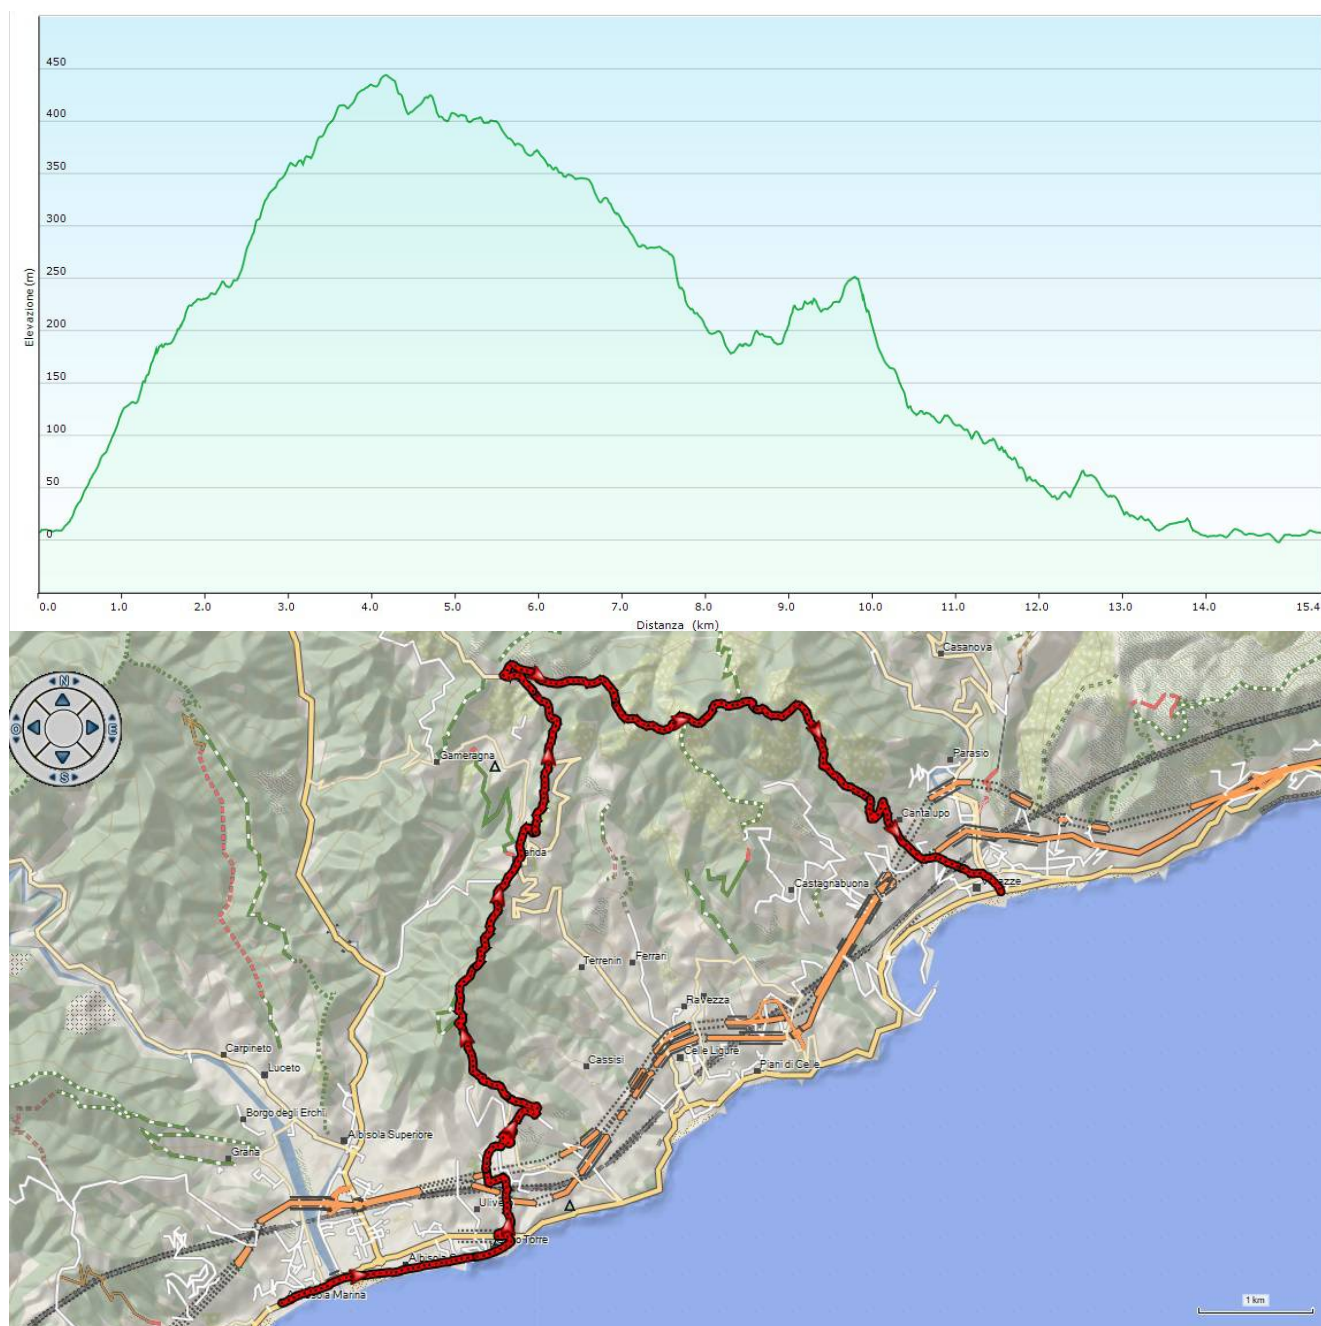 450
400
350
300
250
200
150
100
50
0
Elevazione (m)
0.0 1.0 2.0 3.0 4.0 5.0 6.0 7.0 8.0 9.0 10.0 11.0 12.0 13.0 14.0 15.4
Distanza (km)
N
O
E
S
Casanova
Gameragna
Parasio
Cantalupo
Castagnabuona
Terrenin
Ferrari
Ravezza
Carpineto
Luceto
Cassisi
Celle Ligure
Piani di Celle
Borgo degli Erchi
Albisola Superiore
Grana
Torre
Marina
1 km